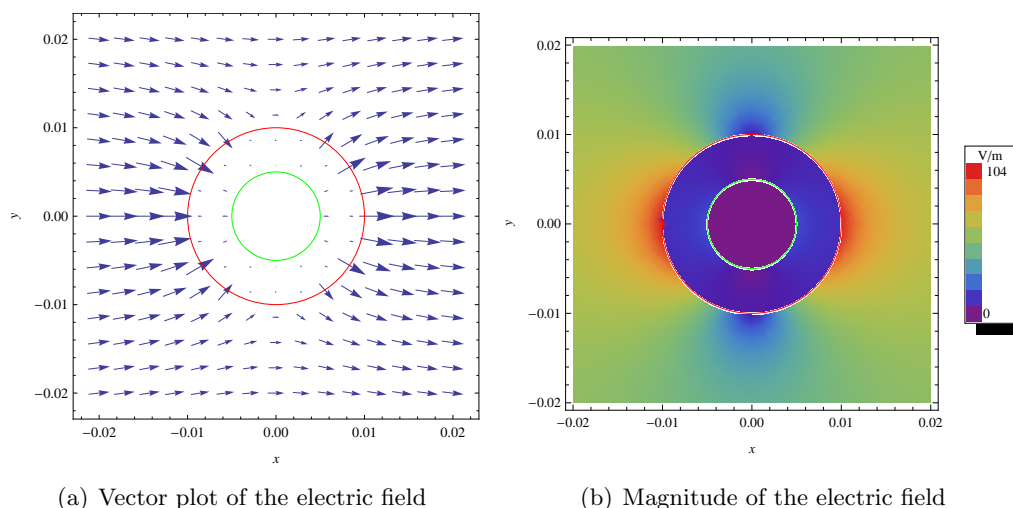 0.02
0.01
0.00
−0.01
−0.02
y
−0.02 −0.01 0.00 0.01 0.02
x
(a) Vector plot of the electric field
0.02
0.01
0.00
−0.01
−0.02
y
−0.02 −0.01 0.00 0.01 0.02
x
V/m
104
0
(b) Magnitude of the electric field